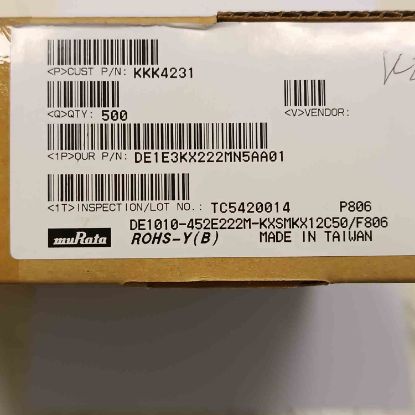 <P>CUST P/N: KKK4231
<Q>QTY: 500
<V>VENDOR:
<1P>OUR P/N: DE1E3KX222MN5AA01
<1T>INSPECTION/LOT NO.: TC5420014 P806
DE1010-452E222M-KXSMKX12C50/F806
muRata ROHS-Y(B) MADE IN TAIWAN